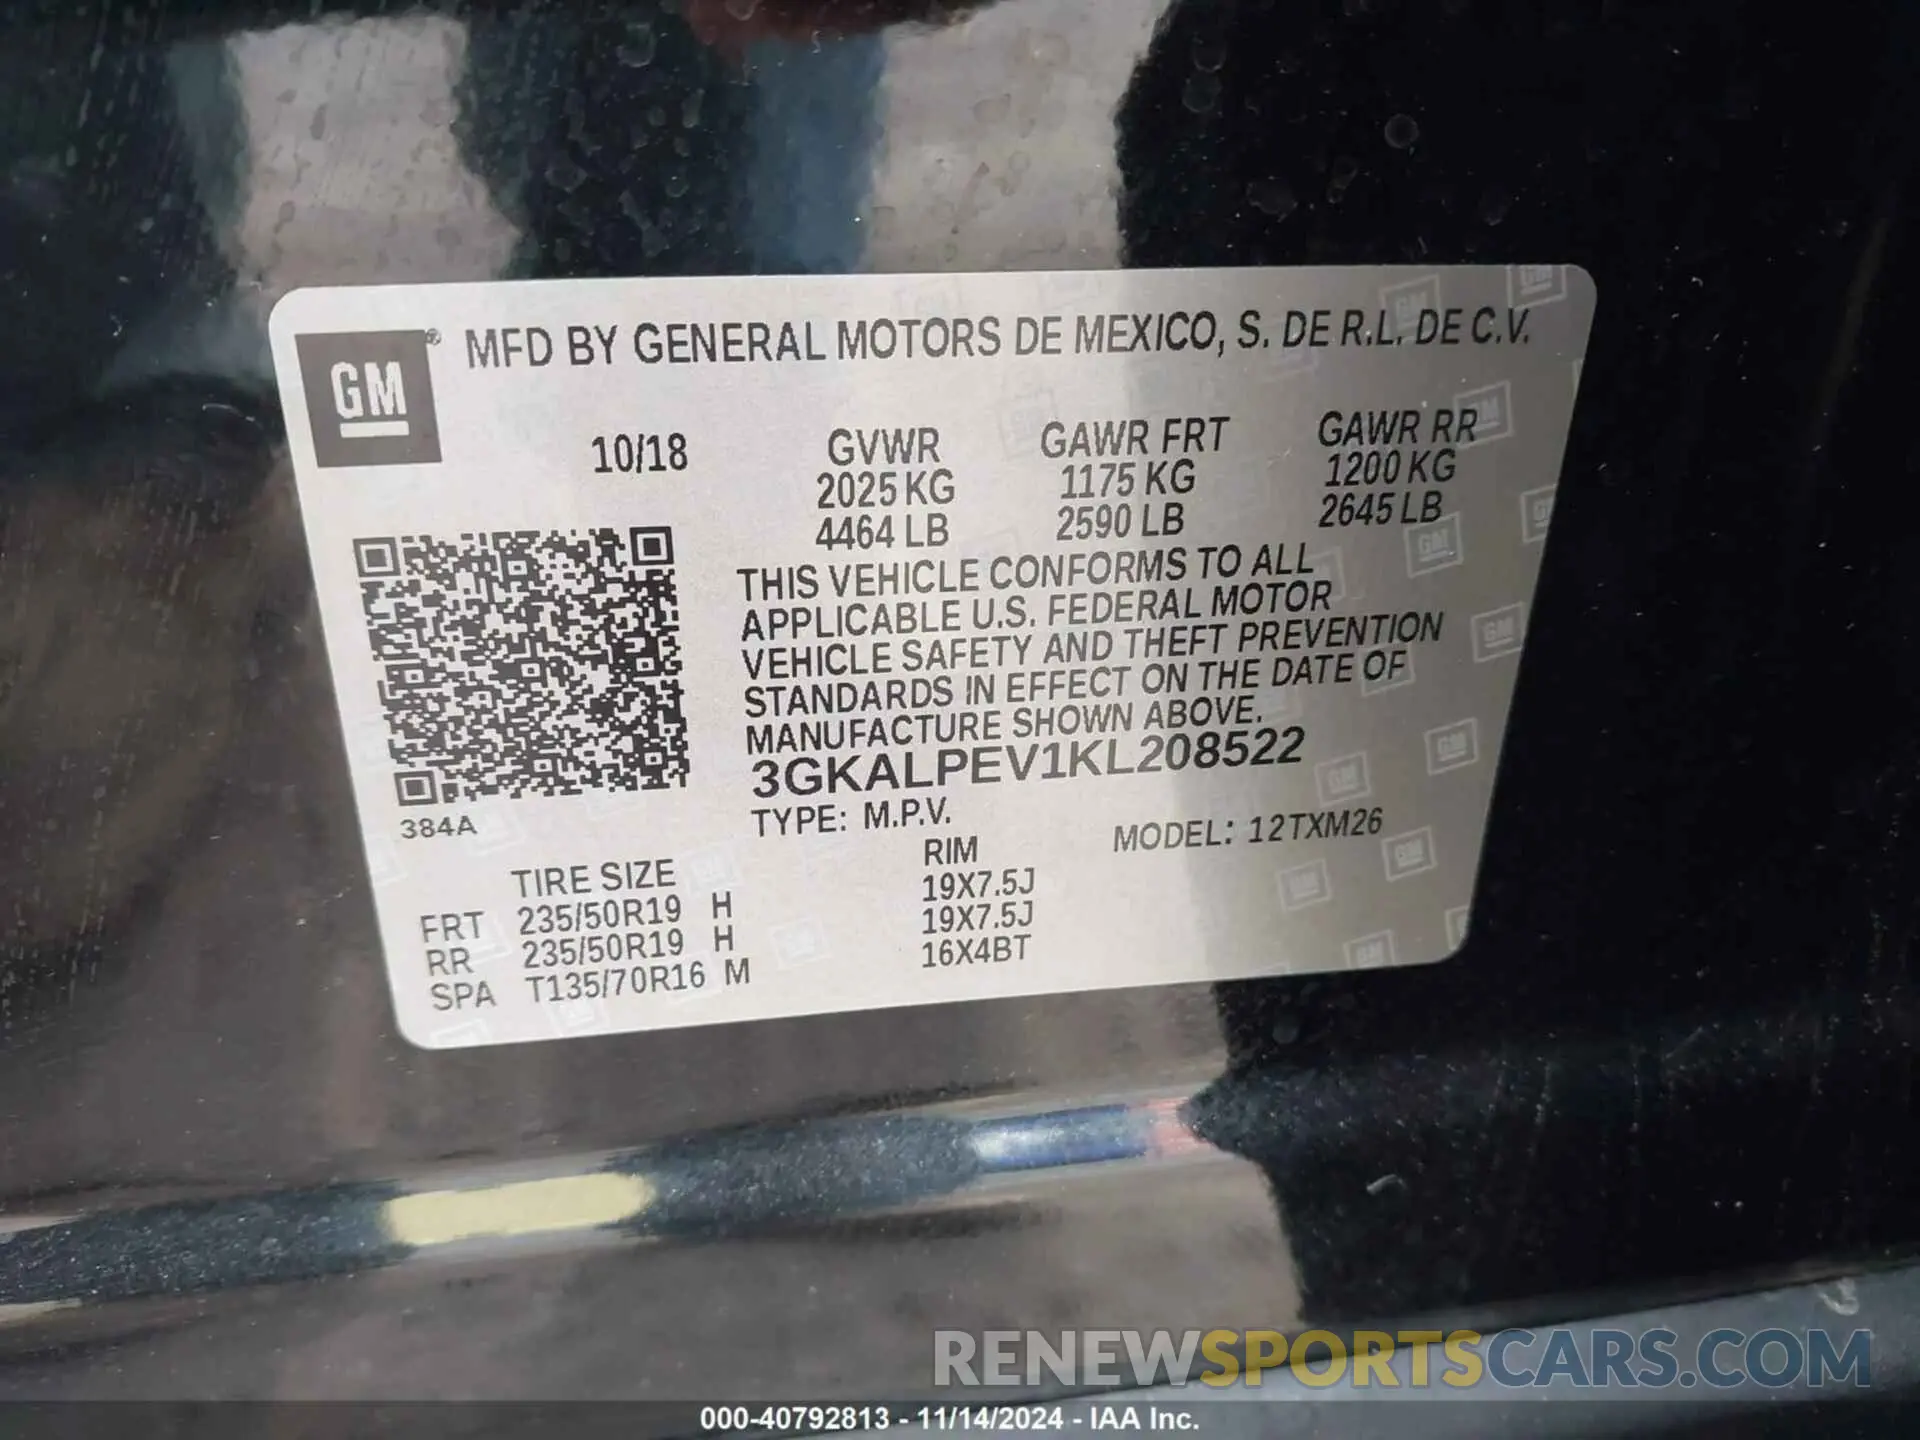 GM
® MFD BY GENERAL MOTORS DE MEXICO, S. DE R.L. DE C.V.
10/18 GVWR GAWR FRT GAWR RR
2025 KG 1175 KG 1200 KG
4464 LB 2590 LB 2645 LB
THIS VEHICLE CONFORMS TO ALL
APPLICABLE U.S. FEDERAL MOTOR
VEHICLE SAFETY AND THEFT PREVENTION
STANDARDS IN EFFECT ON THE DATE OF
MANUFACTURE SHOWN ABOVE.
3GKALPEV1KL208522
384A
TYPE: M.P.V. MODEL: 12TXM26
TIRE SIZE RIM
FRT 235/50R19 H 19X7.5J
RR 235/50R19 H 19X7.5J
SPA T135/70R16 M 16X4BT
RENEWSPORTSCARS.COM
000-40792813 - 11/14/2024 - IAA Inc.